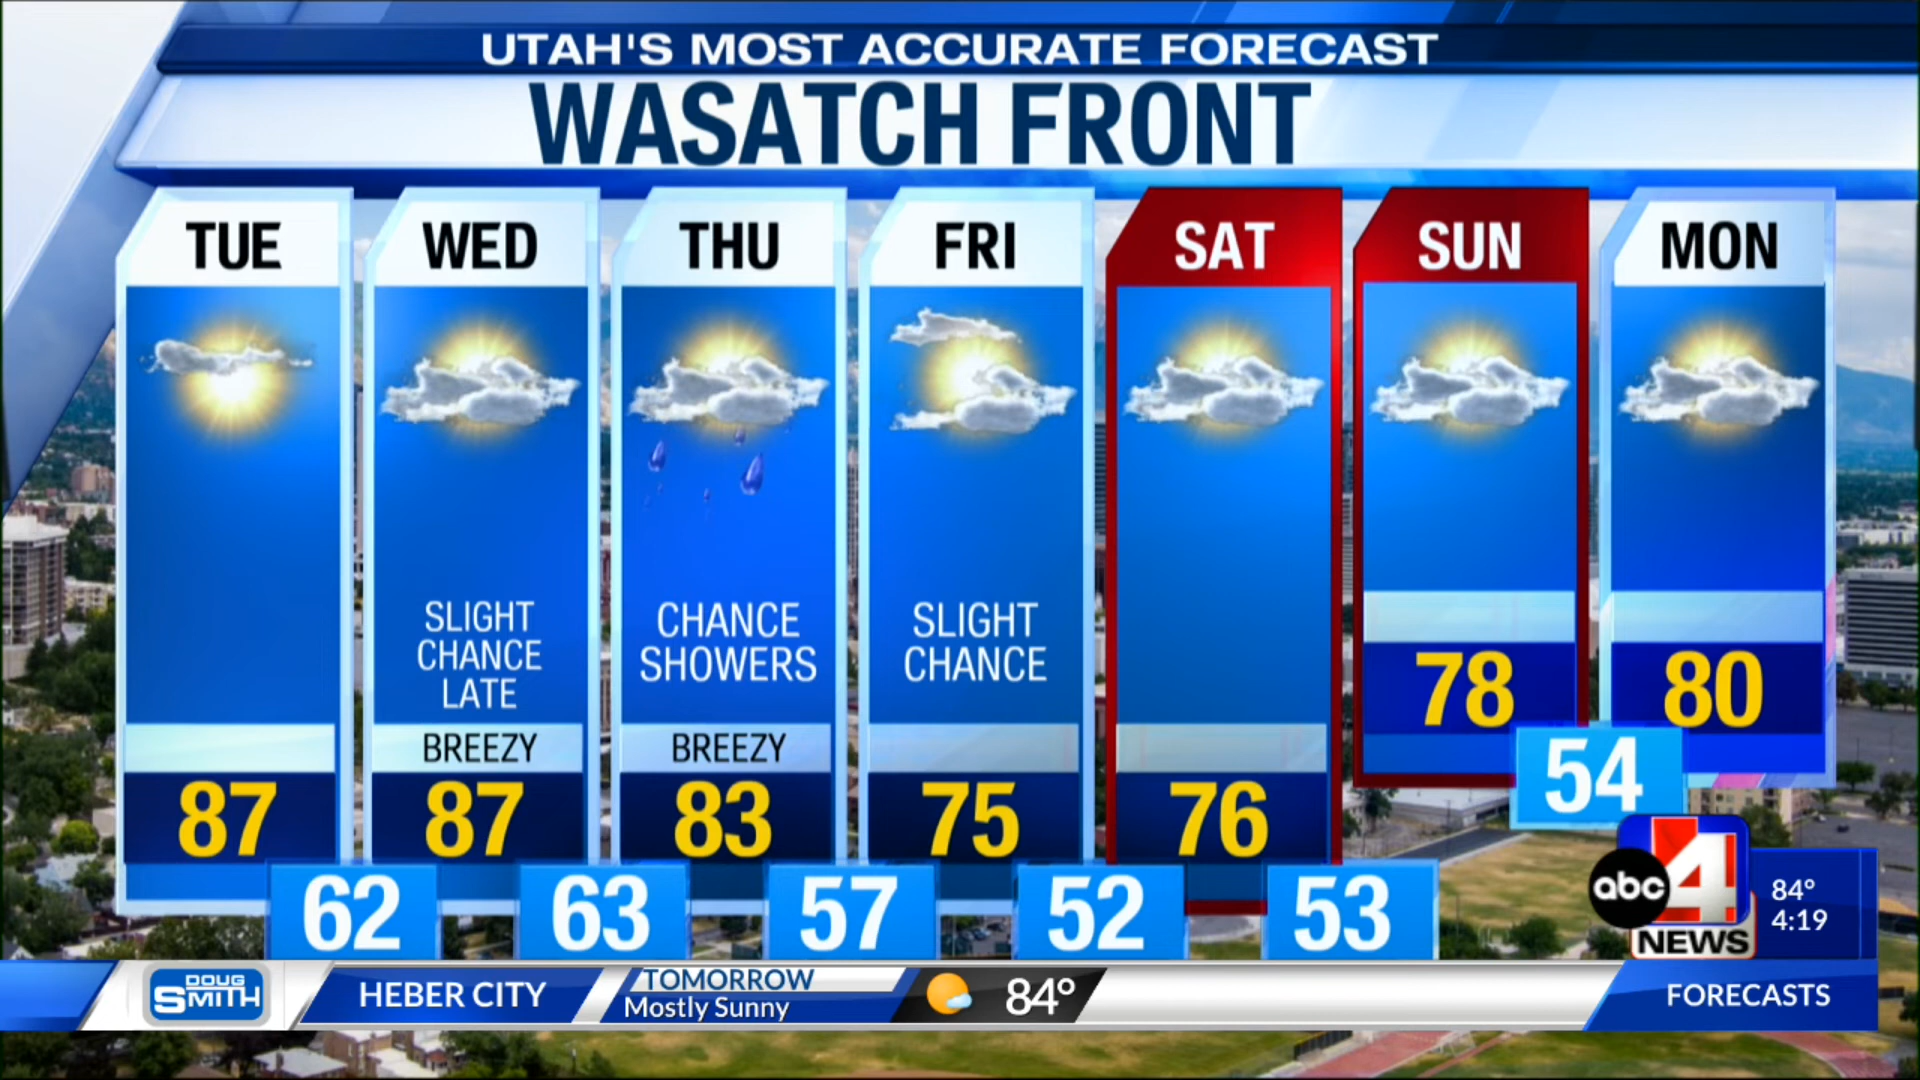 UTAH'S MOST ACCURATE FORECAST
WASATCH FRONT
TUE
WED
THU
FRI
SAT
SUN
MON
SLIGHT
CHANCE
LATE
CHANCE
SHOWERS
SLIGHT
CHANCE
BREEZY
BREEZY
87
87
83
75
76
78
80
62
63
57
52
53
54
abc
4
NEWS
84°
4:19
DOUG
SMITH
HEBER CITY
TOMORROW
Mostly Sunny
84°
FORECASTS